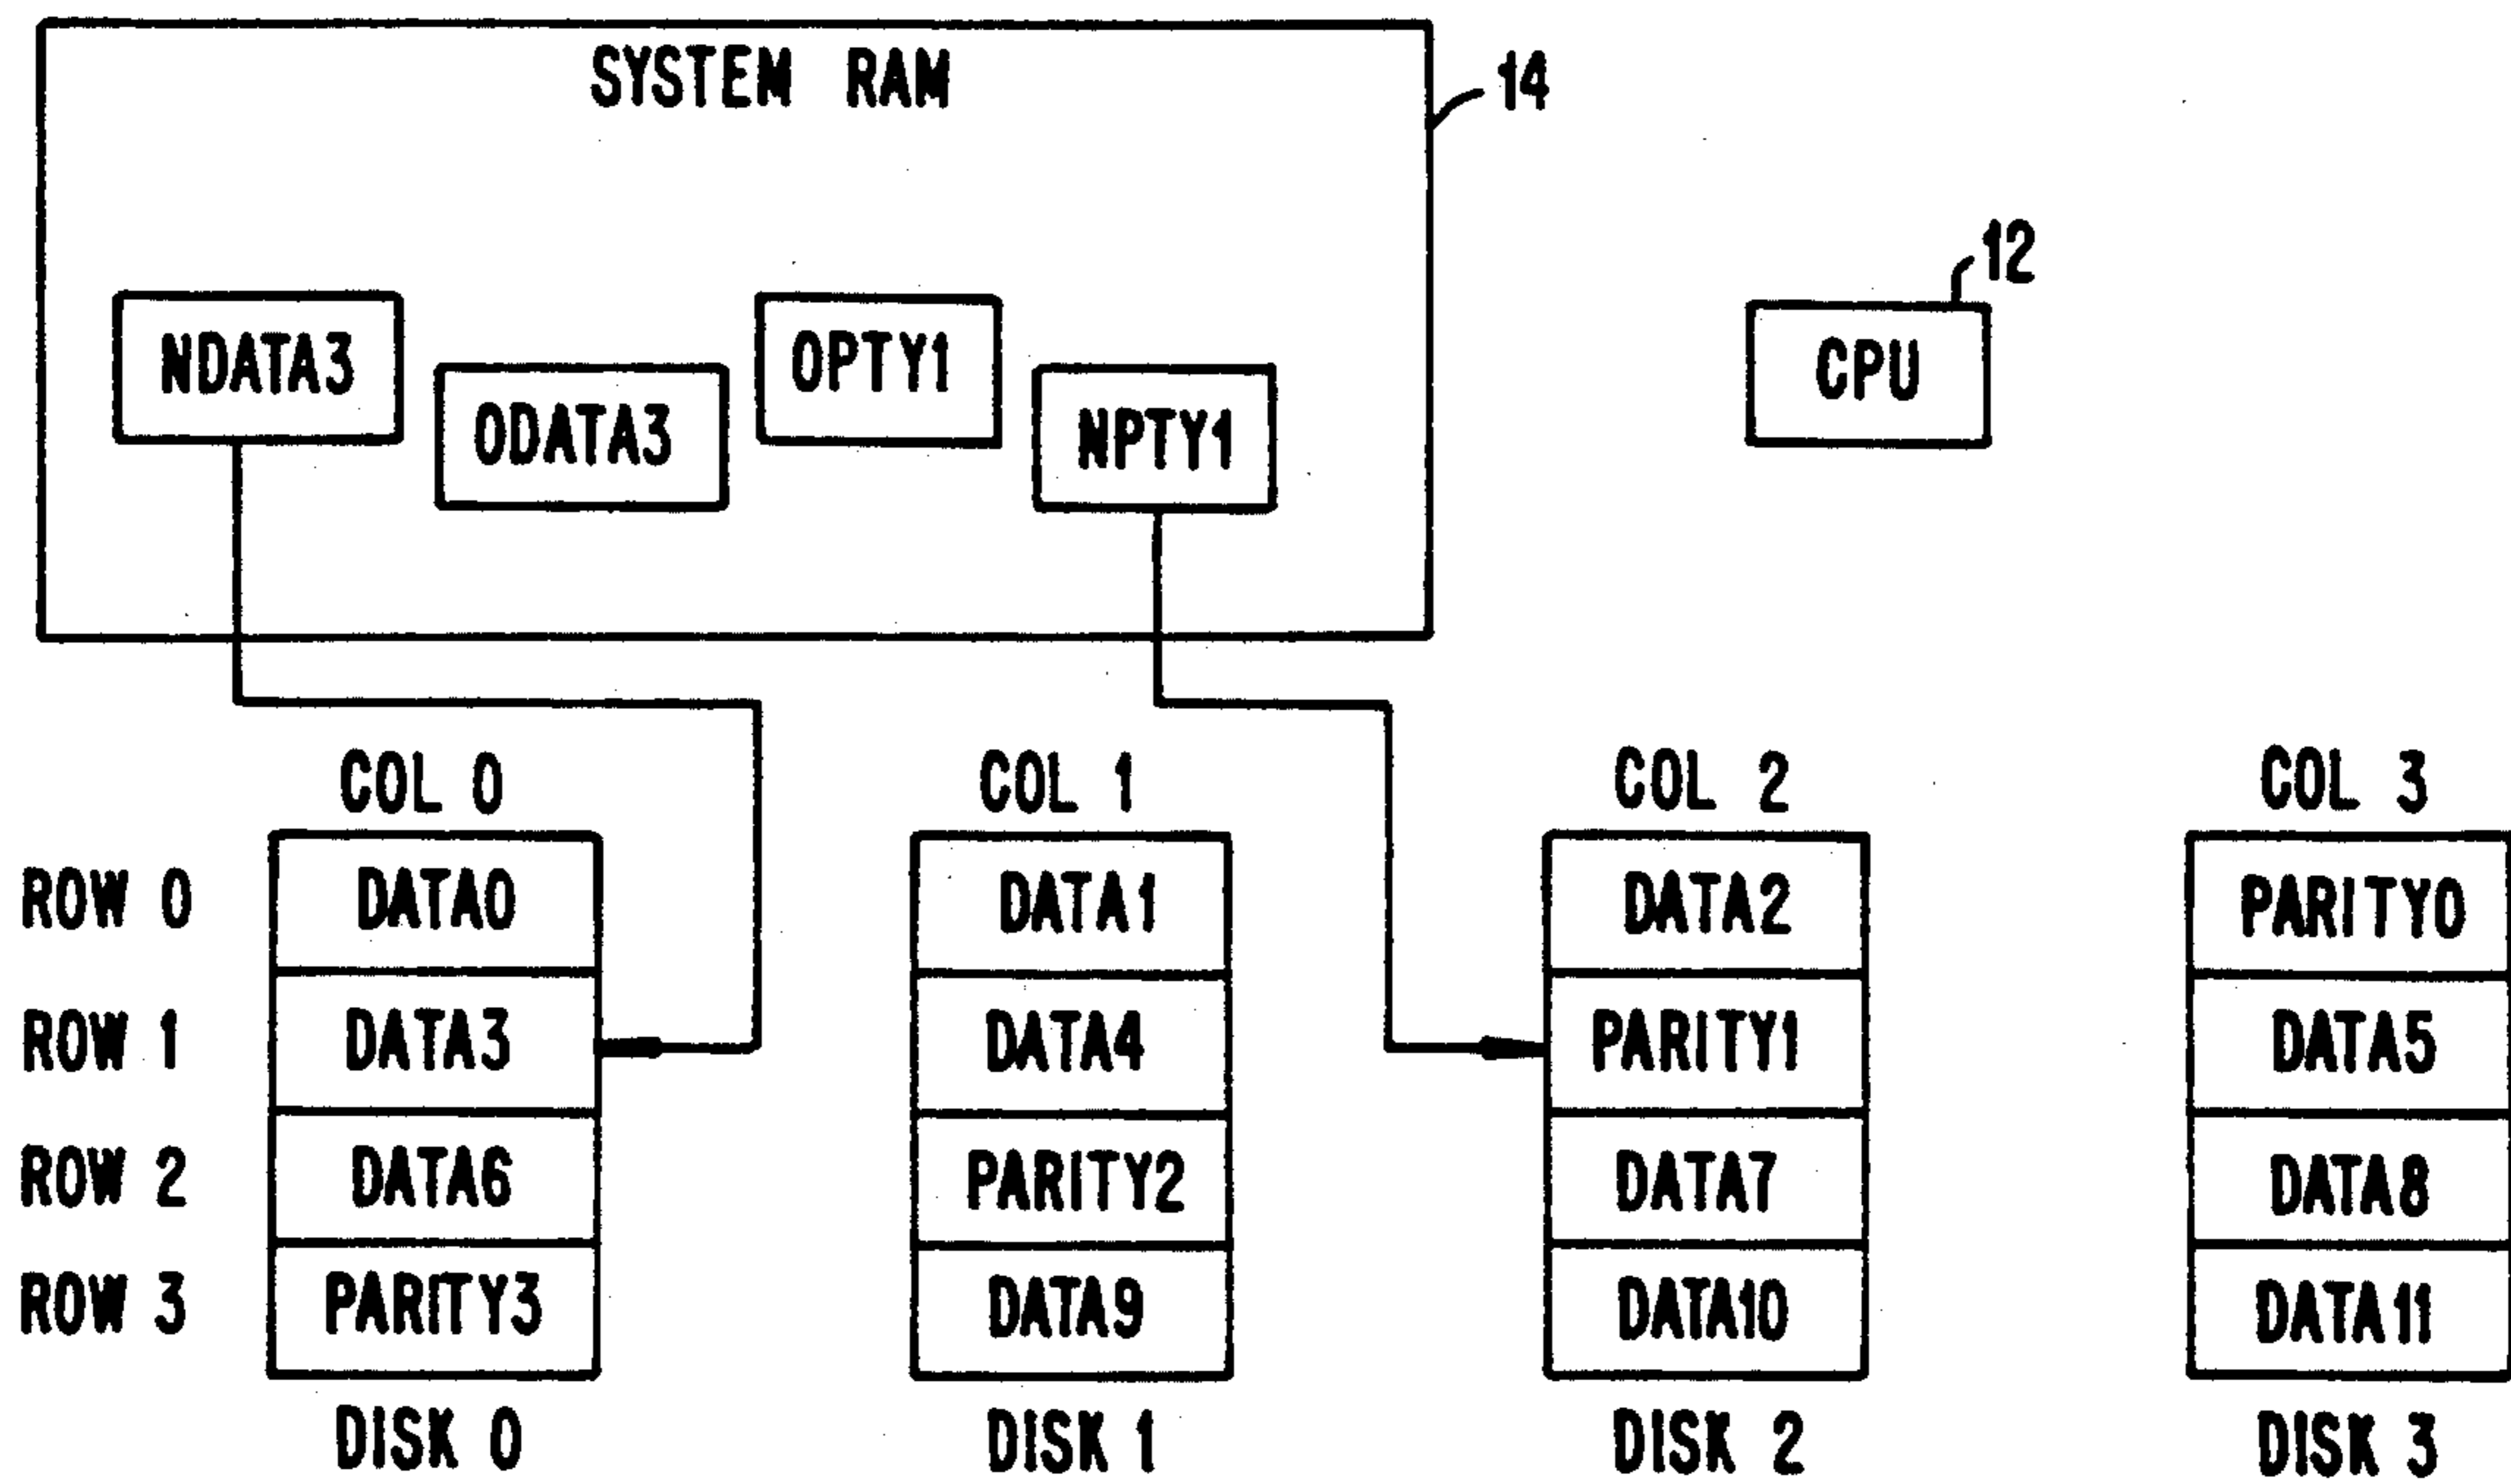 SYSTEM RAM
14
12
NDATA3
ODATA3
OPTY1
NPTY1
CPU
COL 0 COL 1 COL 2 COL 3
ROW 0 DATA0 DATA1 DATA2 PARITY0
ROW 1 DATA3 DATA4 PARITY1 DATA5
ROW 2 DATA6 PARITY2 DATA7 DATA8
ROW 3 PARITY3 DATA9 DATA10 DATA11
DISK 0 DISK 1 DISK 2 DISK 3